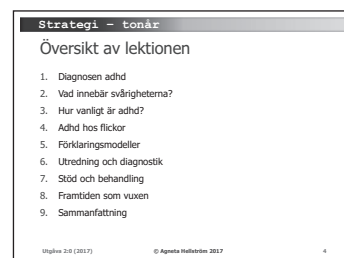 Strategi – tonår
Översikt av lektionen
1. Diagnosen adhd
2. Vad innebär svårigheterna?
3. Hur vanligt är adhd?
4. Adhd hos flickor
5. Förklaringsmodeller
6. Utredning och diagnostik
7. Stöd och behandling
8. Framtiden som vuxen
9. Sammanfattning
Utgåva 2:0 (2017) © Agneta Hellström 2017 4